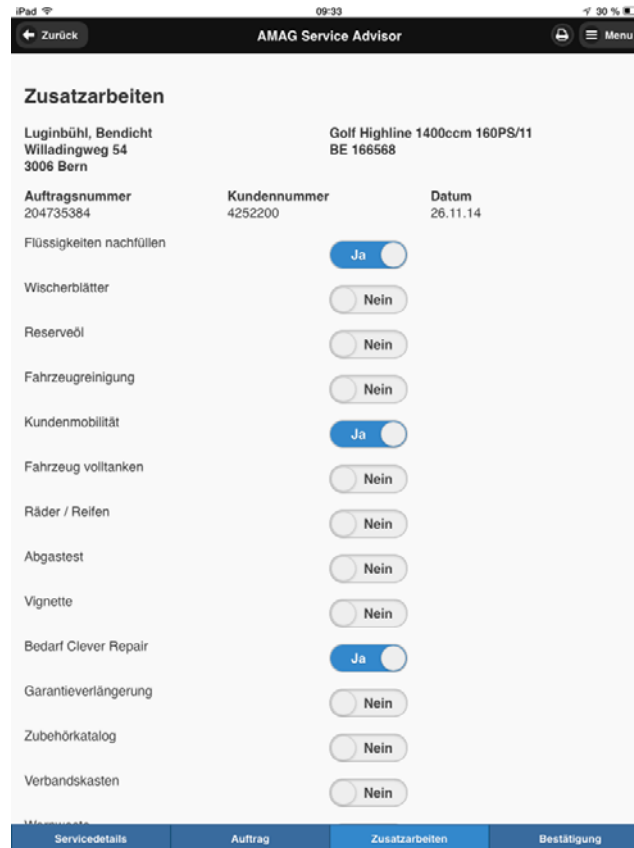 iPad 09:33 30 %
Zurück AMAG Service Advisor Menu
Zusatzarbeiten
Luginbühl, Bendicht Golf Highline 1400ccm 160PS/11
Willadingweg 54 BE 166568
3006 Bern
Auftragsnummer Kundennummer Datum
204735384 4252200 26.11.14
Flüssigkeiten nachfüllen Ja
Wischerblätter Nein
Reserveöl Nein
Fahrzeugreinigung Nein
Kundenmobilität Ja
Fahrzeug volltanken Nein
Räder / Reifen Nein
Abgastest Nein
Vignette Nein
Bedarf Clever Repair Ja
Garantieverlängerung Nein
Zubehörkatalog Nein
Verbandskasten Nein
Servicedetails Auftrag Zusatzarbeiten Bestätigung